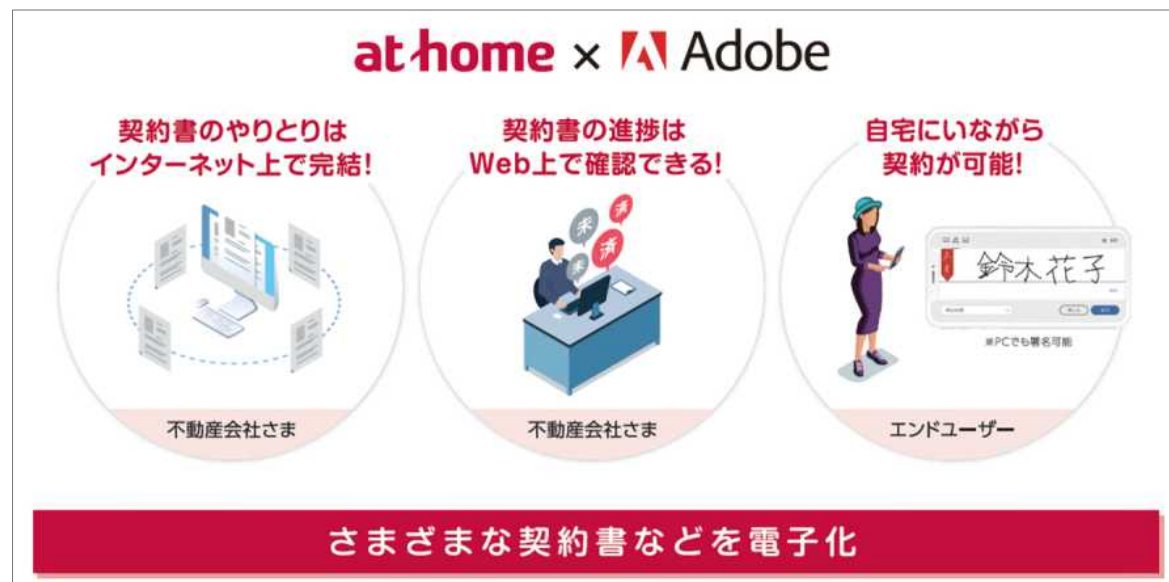 at home × Adobe
契約書のやりとりは
インターネット上で完結!
契約書の進捗は
Web上で確認できる!
自宅にいながら
契約が可能!
未
済
未
済
鈴木花子
※PCでも署名可能
不動産会社さま
不動産会社さま
エンドユーザー
さまざまな契約書などを電子化